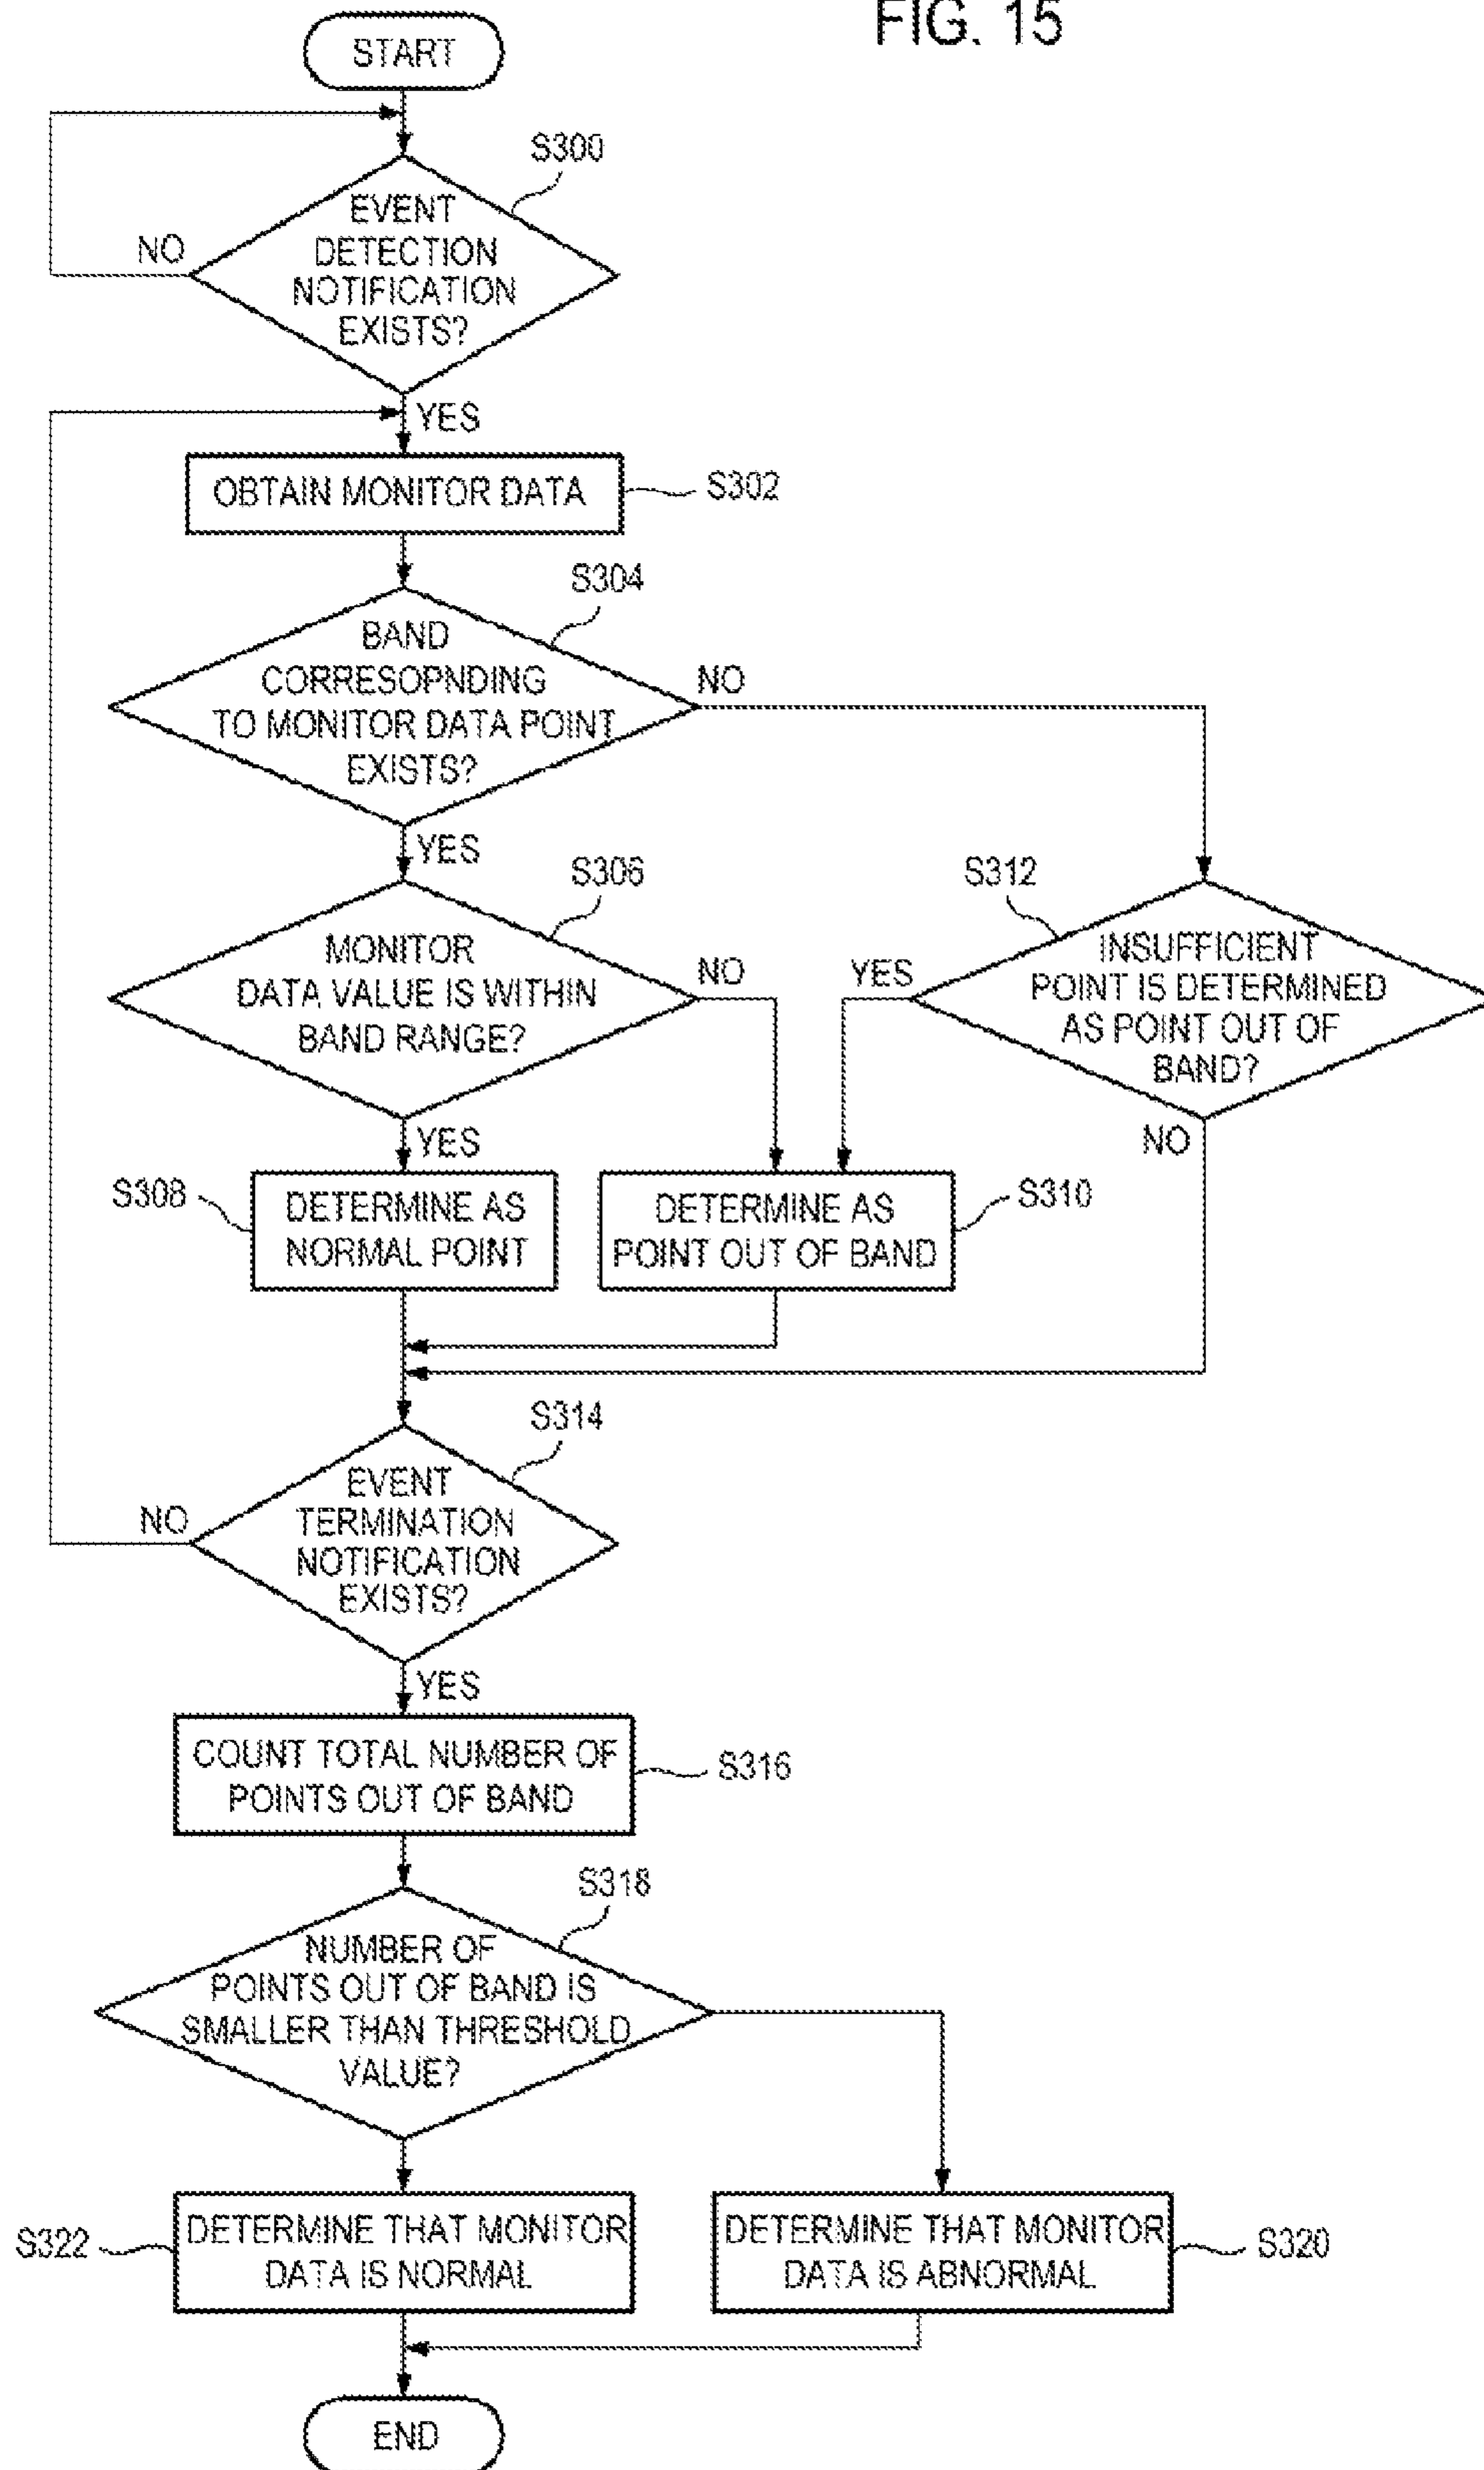 FIG. 15
START
S300
EVENT
DETECTION
NOTIFICATION
EXISTS?
NO
YES
OBTAIN MONITOR DATA
S302
S304
BAND
CORRESOPNDING
TO MONITOR DATA POINT
EXISTS?
NO
YES
S306
MONITOR
DATA VALUE IS WITHIN
BAND RANGE?
NO
YES
S312
INSUFFICIENT
POINT IS DETERMINED
AS POINT OUT OF
BAND?
YES
NO
S308
DETERMINE AS
NORMAL POINT
DETERMINE AS
POINT OUT OF BAND
S310
S314
EVENT
TERMINATION
NOTIFICATION
EXISTS?
NO
YES
COUNT TOTAL NUMBER OF
POINTS OUT OF BAND
S316
S318
NUMBER OF
POINTS OUT OF BAND IS
SMALLER THAN THRESHOLD
VALUE?
S322
DETERMINE THAT MONITOR
DATA IS NORMAL
DETERMINE THAT MONITOR
DATA IS ABNORMAL
S320
END